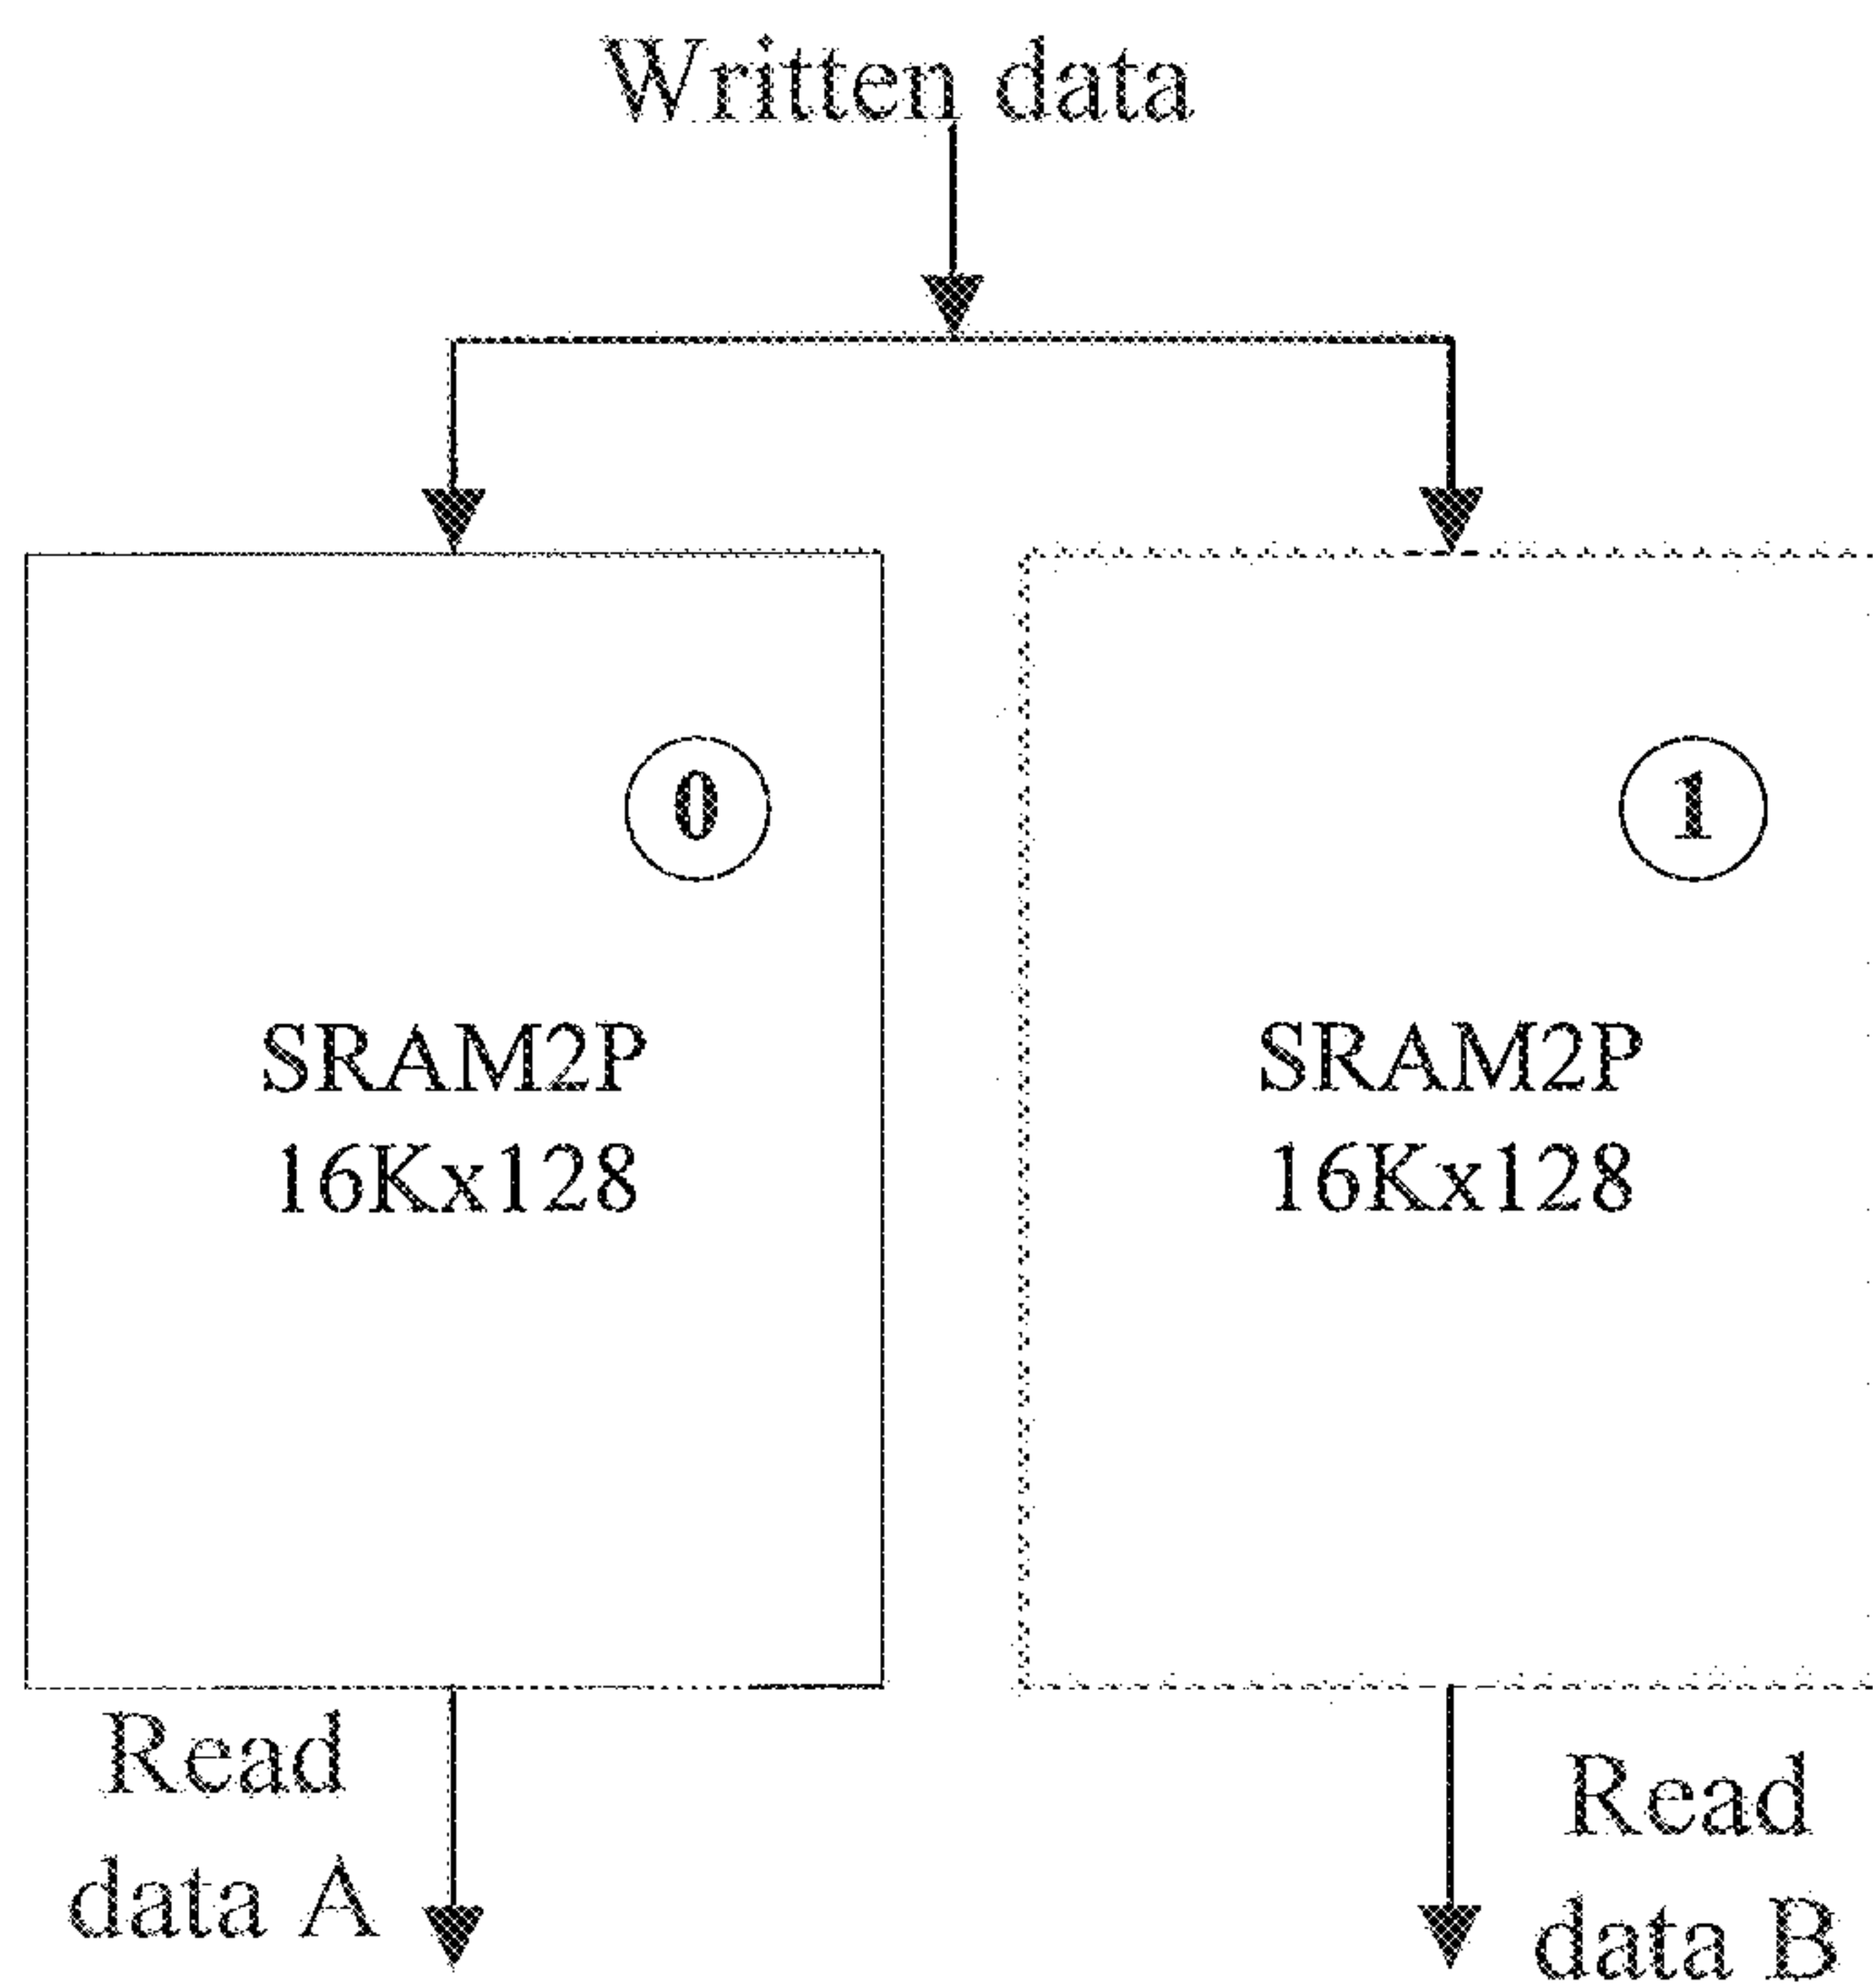 Written data
0
1
SRAM2P
16Kx128
SRAM2P
16Kx128
Read
data A
Read
data B